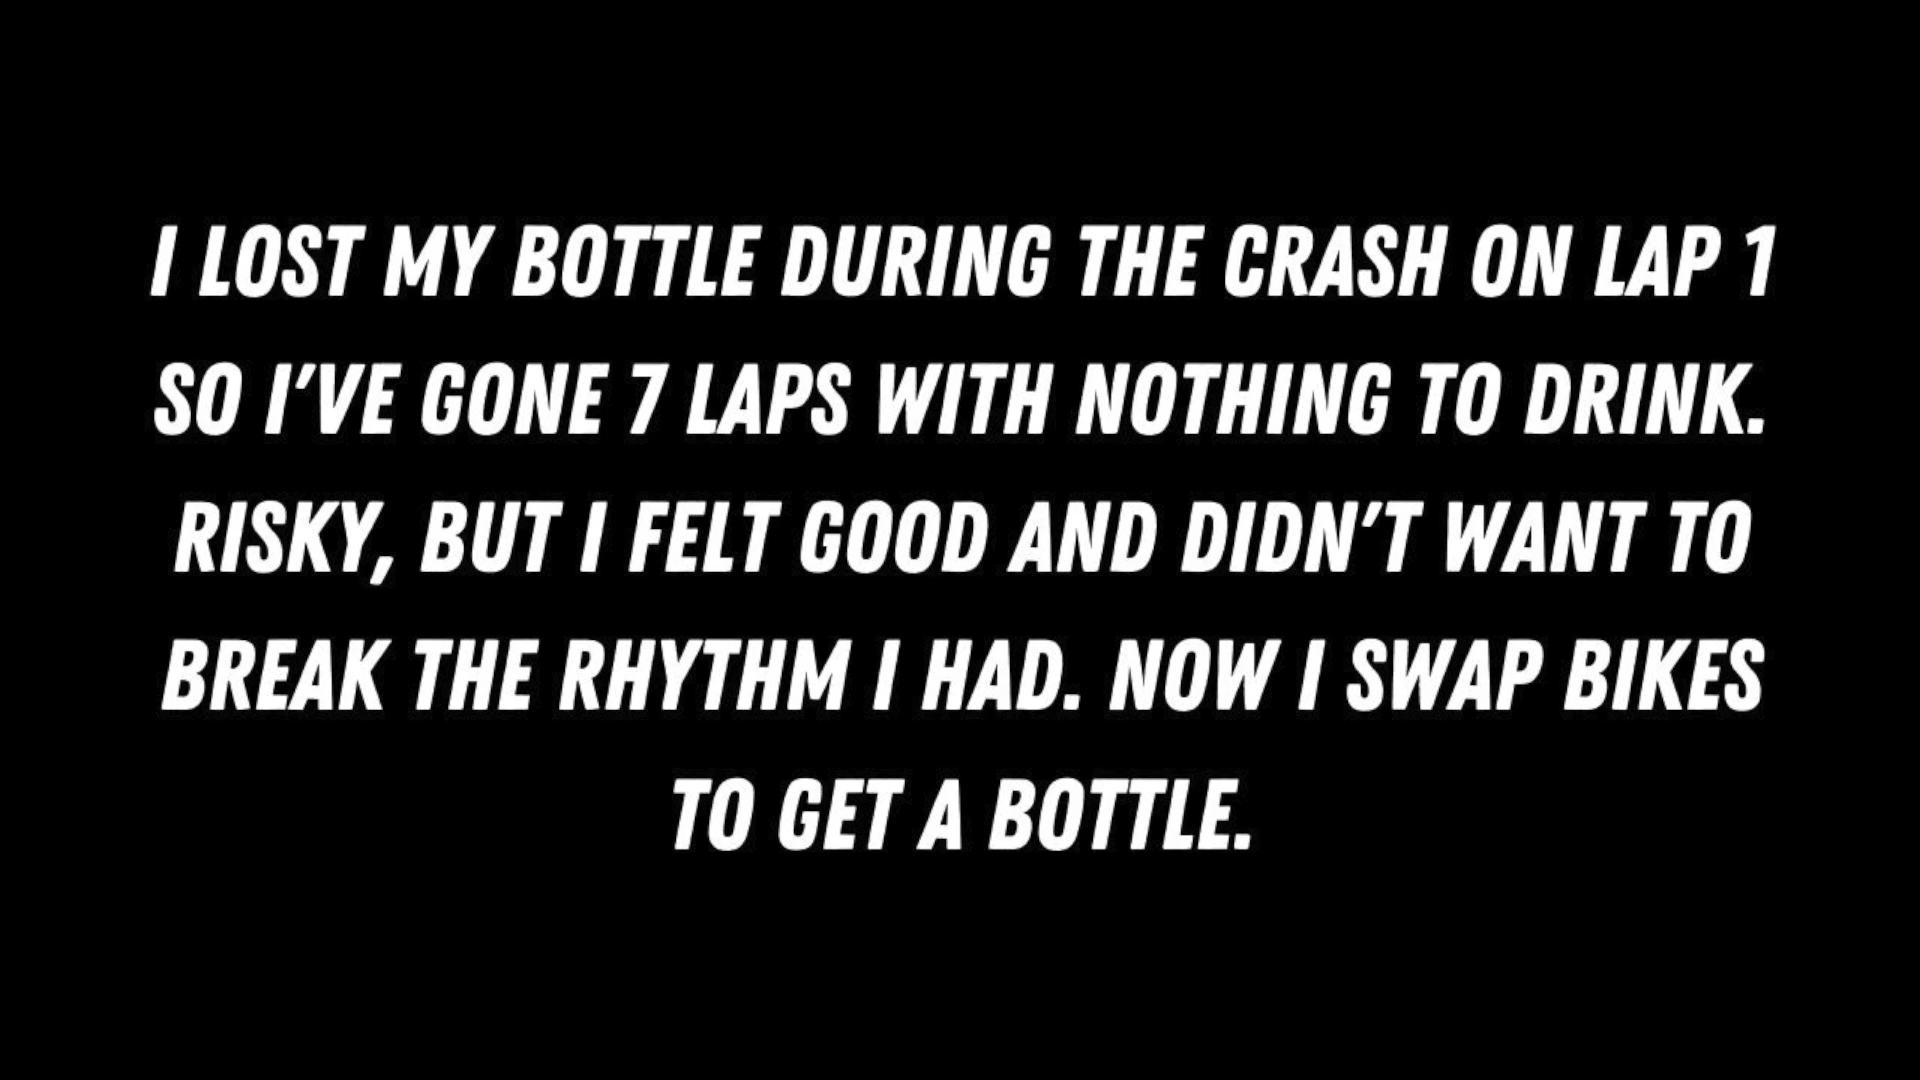 I LOST MY BOTTLE DURING THE CRASH ON LAP 1
SO I'VE GONE 7 LAPS WITH NOTHING TO DRINK.
RISKY, BUT I FELT GOOD AND DIDN'T WANT TO
BREAK THE RHYTHM I HAD. NOW I SWAP BIKES
TO GET A BOTTLE.